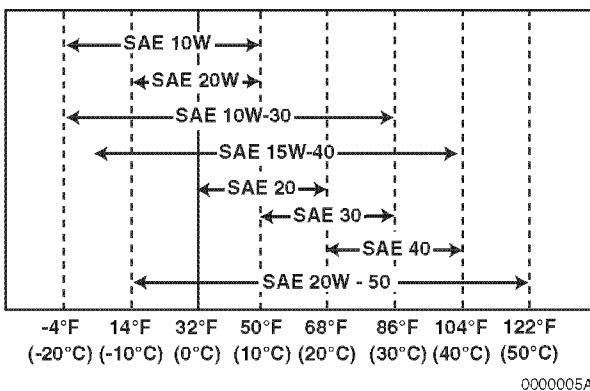 SAE 10W
SAE 20W
SAE 10W-30
SAE 15W-40
SAE 20
SAE 30
SAE 40
SAE 20W - 50
-4°F 14°F 32°F 50°F 68°F 86°F 104°F 122°F
(-20°C) (-10°C) (0°C) (10°C) (20°C) (30°C) (40°C) (50°C)
0000005A